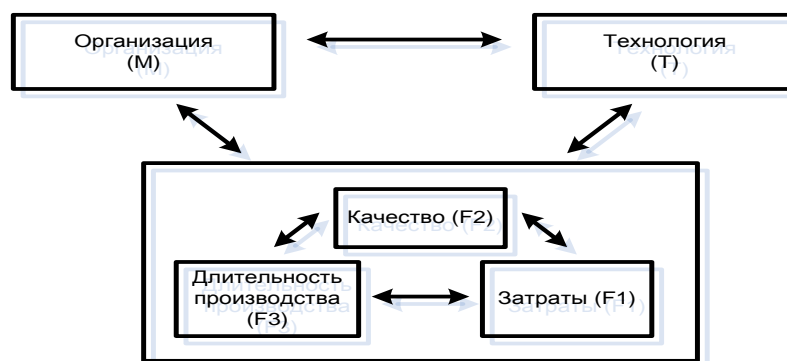 Организация
(М)
Технология
(Т)
Качество (F2)
Длительность
производства
(F3)
Затраты (F1)